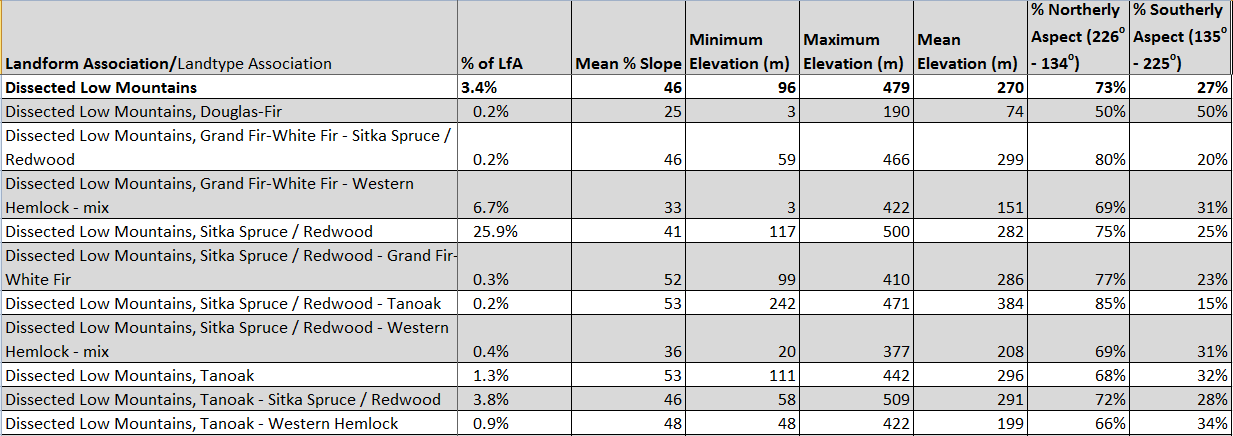 Landform Association/Landtype Association % of LfA Mean % Slope Minimum Elevation (m) Maximum Elevation (m) Mean Elevation (m) % Northerly Aspect (226° - 134°) % Southerly Aspect (135° - 225°)
Dissected Low Mountains 3.4% 46 96 479 270 73% 27%
Dissected Low Mountains, Douglas-Fir 0.2% 25 3 190 74 50% 50%
Dissected Low Mountains, Grand Fir-White Fir - Sitka Spruce / Redwood 0.2% 46 59 466 299 80% 20%
Dissected Low Mountains, Grand Fir-White Fir - Western Hemlock - mix 6.7% 33 3 422 151 69% 31%
Dissected Low Mountains, Sitka Spruce / Redwood 25.9% 41 117 500 282 75% 25%
Dissected Low Mountains, Sitka Spruce / Redwood - Grand Fir-White Fir 0.3% 52 99 410 286 77% 23%
Dissected Low Mountains, Sitka Spruce / Redwood - Tanoak 0.2% 53 242 471 384 85% 15%
Dissected Low Mountains, Sitka Spruce / Redwood - Western Hemlock - mix 0.4% 36 20 377 208 69% 31%
Dissected Low Mountains, Tanoak 1.3% 53 111 442 296 68% 32%
Dissected Low Mountains, Tanoak - Sitka Spruce / Redwood 3.8% 46 58 509 291 72% 28%
Dissected Low Mountains, Tanoak - Western Hemlock 0.9% 48 48 422 199 66% 34%